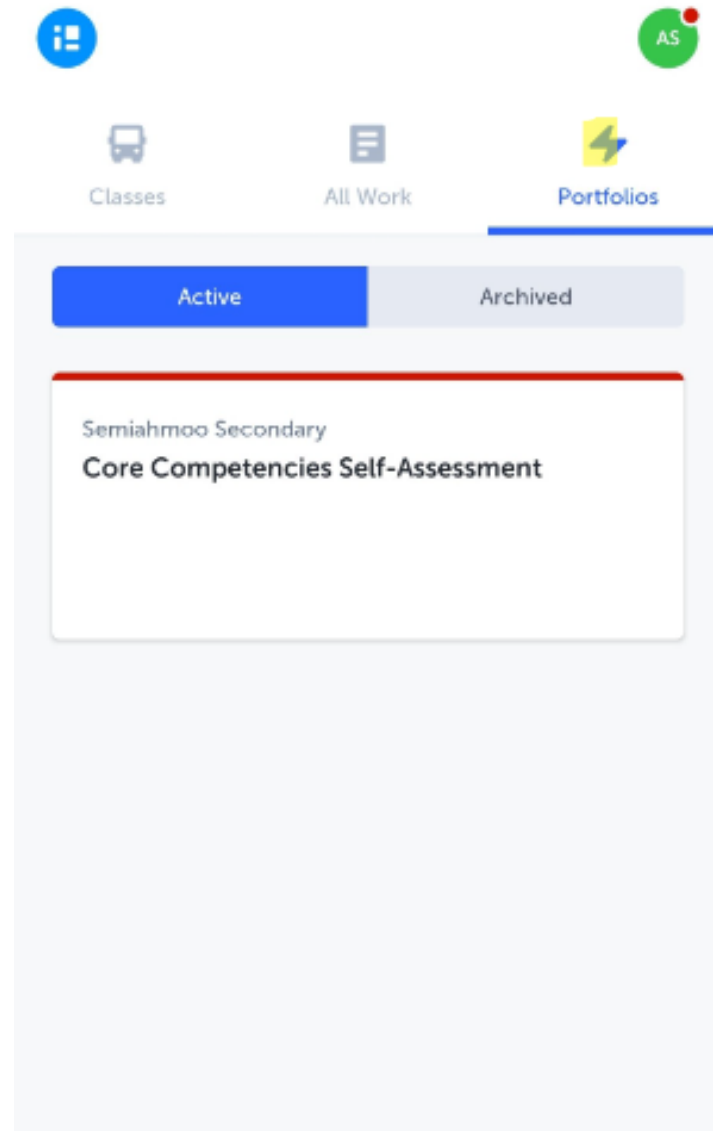 AS
Classes
All Work
Portfolios
Active
Archived
Semiahmoo Secondary
Core Competencies Self-Assessment